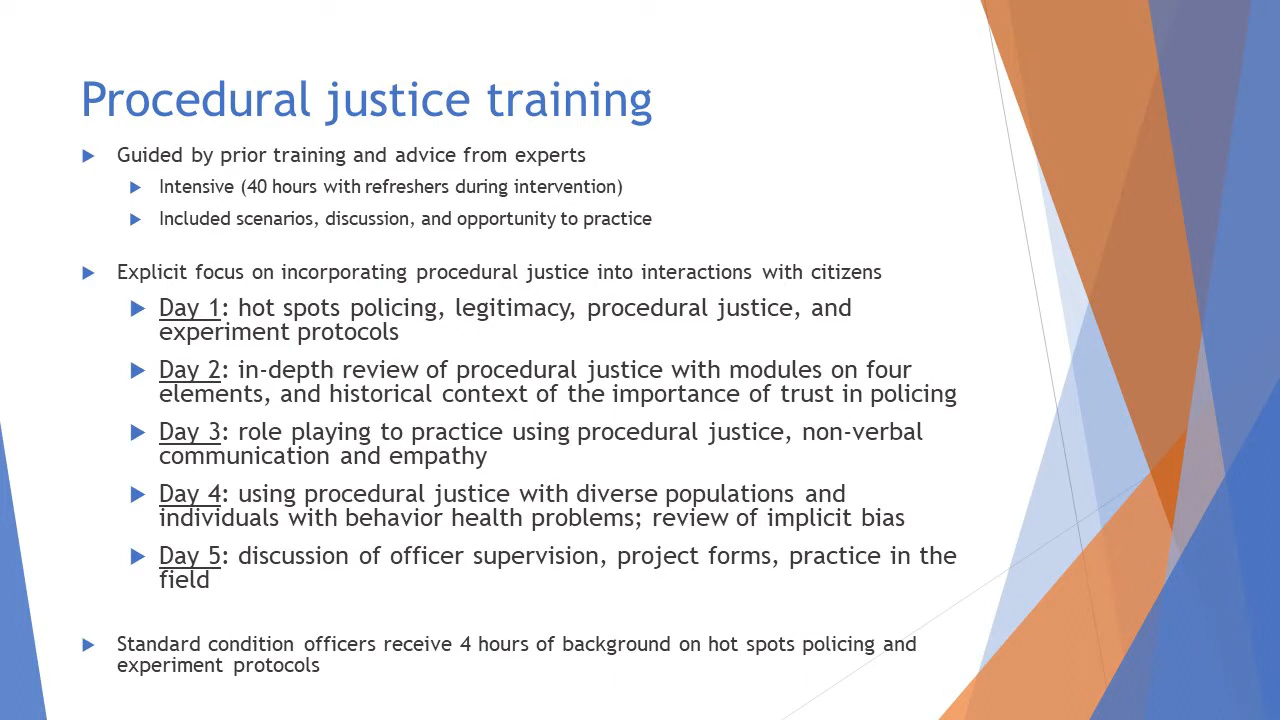 Procedural justice training
Guided by prior training and advice from experts
Intensive (40 hours with refreshers during intervention)
Included scenarios, discussion, and opportunity to practice
Explicit focus on incorporating procedural justice into interactions with citizens
Day 1: hot spots policing, legitimacy, procedural justice, and
experiment protocols
Day 2: in-depth review of procedural justice with modules on four
elements, and historical context of the importance of trust in policing
Day 3: role playing to practice using procedural justice, non-verbal
communication and empathy
Day 4: using procedural justice with diverse populations and
individuals with behavior health problems; review of implicit bias
Day 5: discussion of officer supervision, project forms, practice in the
field
Standard condition officers receive 4 hours of background on hot spots policing and
experiment protocols